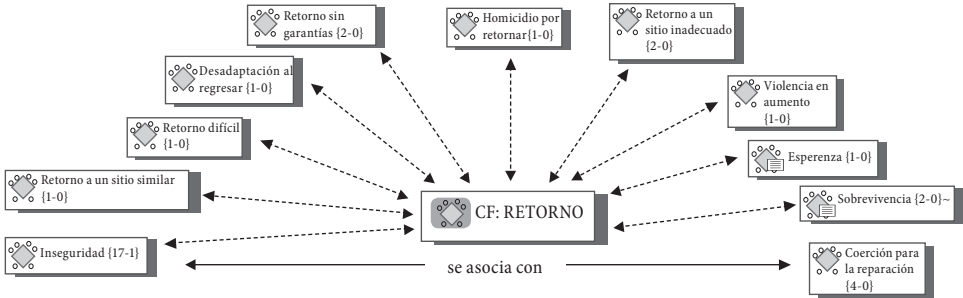 Retorno sin
garantías {2-0}
Homicidio por
retornar{1-0}
Retorno a un
sitio inadecuado
{2-0}
Desadaptación al
regresar {1-0}
Violencia en
aumento
{1-0}
Retorno difícil
{1-0}
Esperenza {1-0}
Retorno a un sitio similar
{1-0}
Sobrevivencia {2-0}~
CF: RETORNO
Inseguridad {17-1}
se asocia con
Coerción para
la reparación
{4-0}